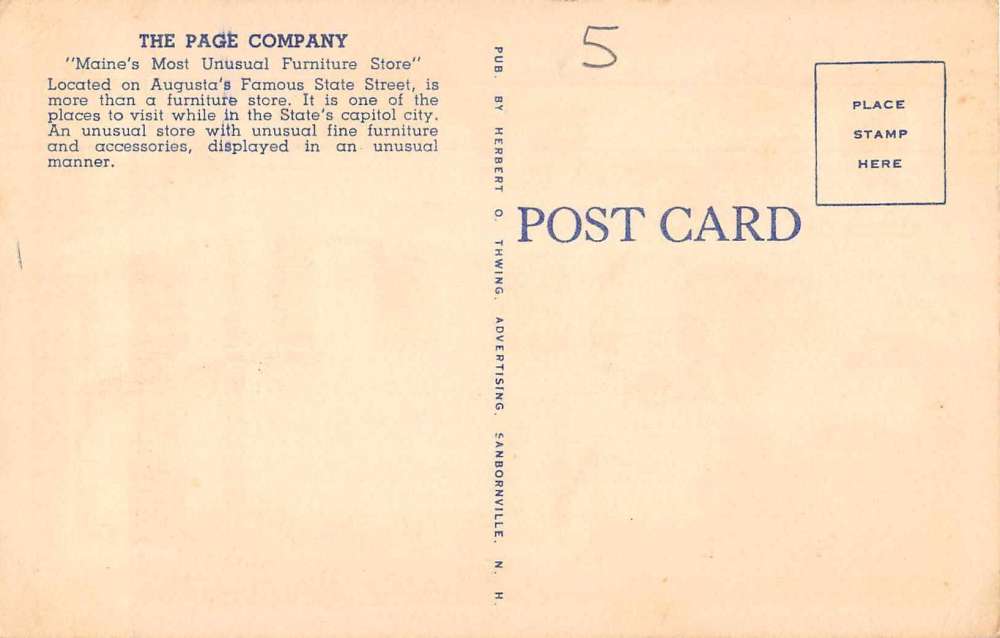 THE PAGE COMPANY
"Maine's Most Unusual Furniture Store"
Located on Augusta's Famous State Street, is
more than a furniture store. It is one of the
places to visit while in the State's capitol city.
An unusual store with unusual fine furniture
and accessories, displayed in an unusual
manner.
PUB. BY HERBERT O. THWING, ADVERTISING, SANBORNVILLE, N. H.
5
PLACE
STAMP
HERE
POST CARD